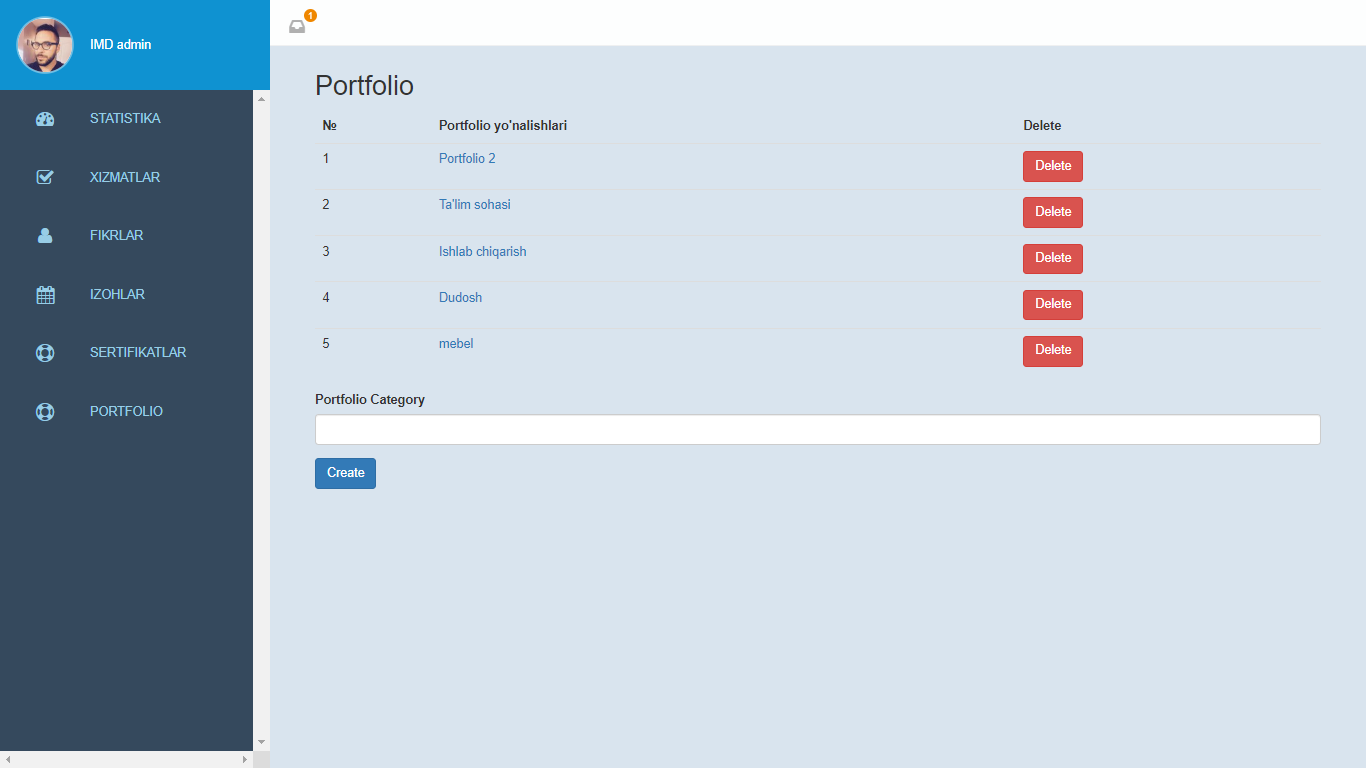 IMD admin
1
STATISTIKA
XIZMATLAR
FIKRLAR
IZOHLAR
SERTIFIKATLAR
PORTFOLIO
Portfolio
№ Portfolio yo'nalishlari Delete
1 Portfolio 2 Delete
2 Ta'lim sohasi Delete
3 Ishlab chiqarish Delete
4 Dudosh Delete
5 mebel Delete
Portfolio Category
Create